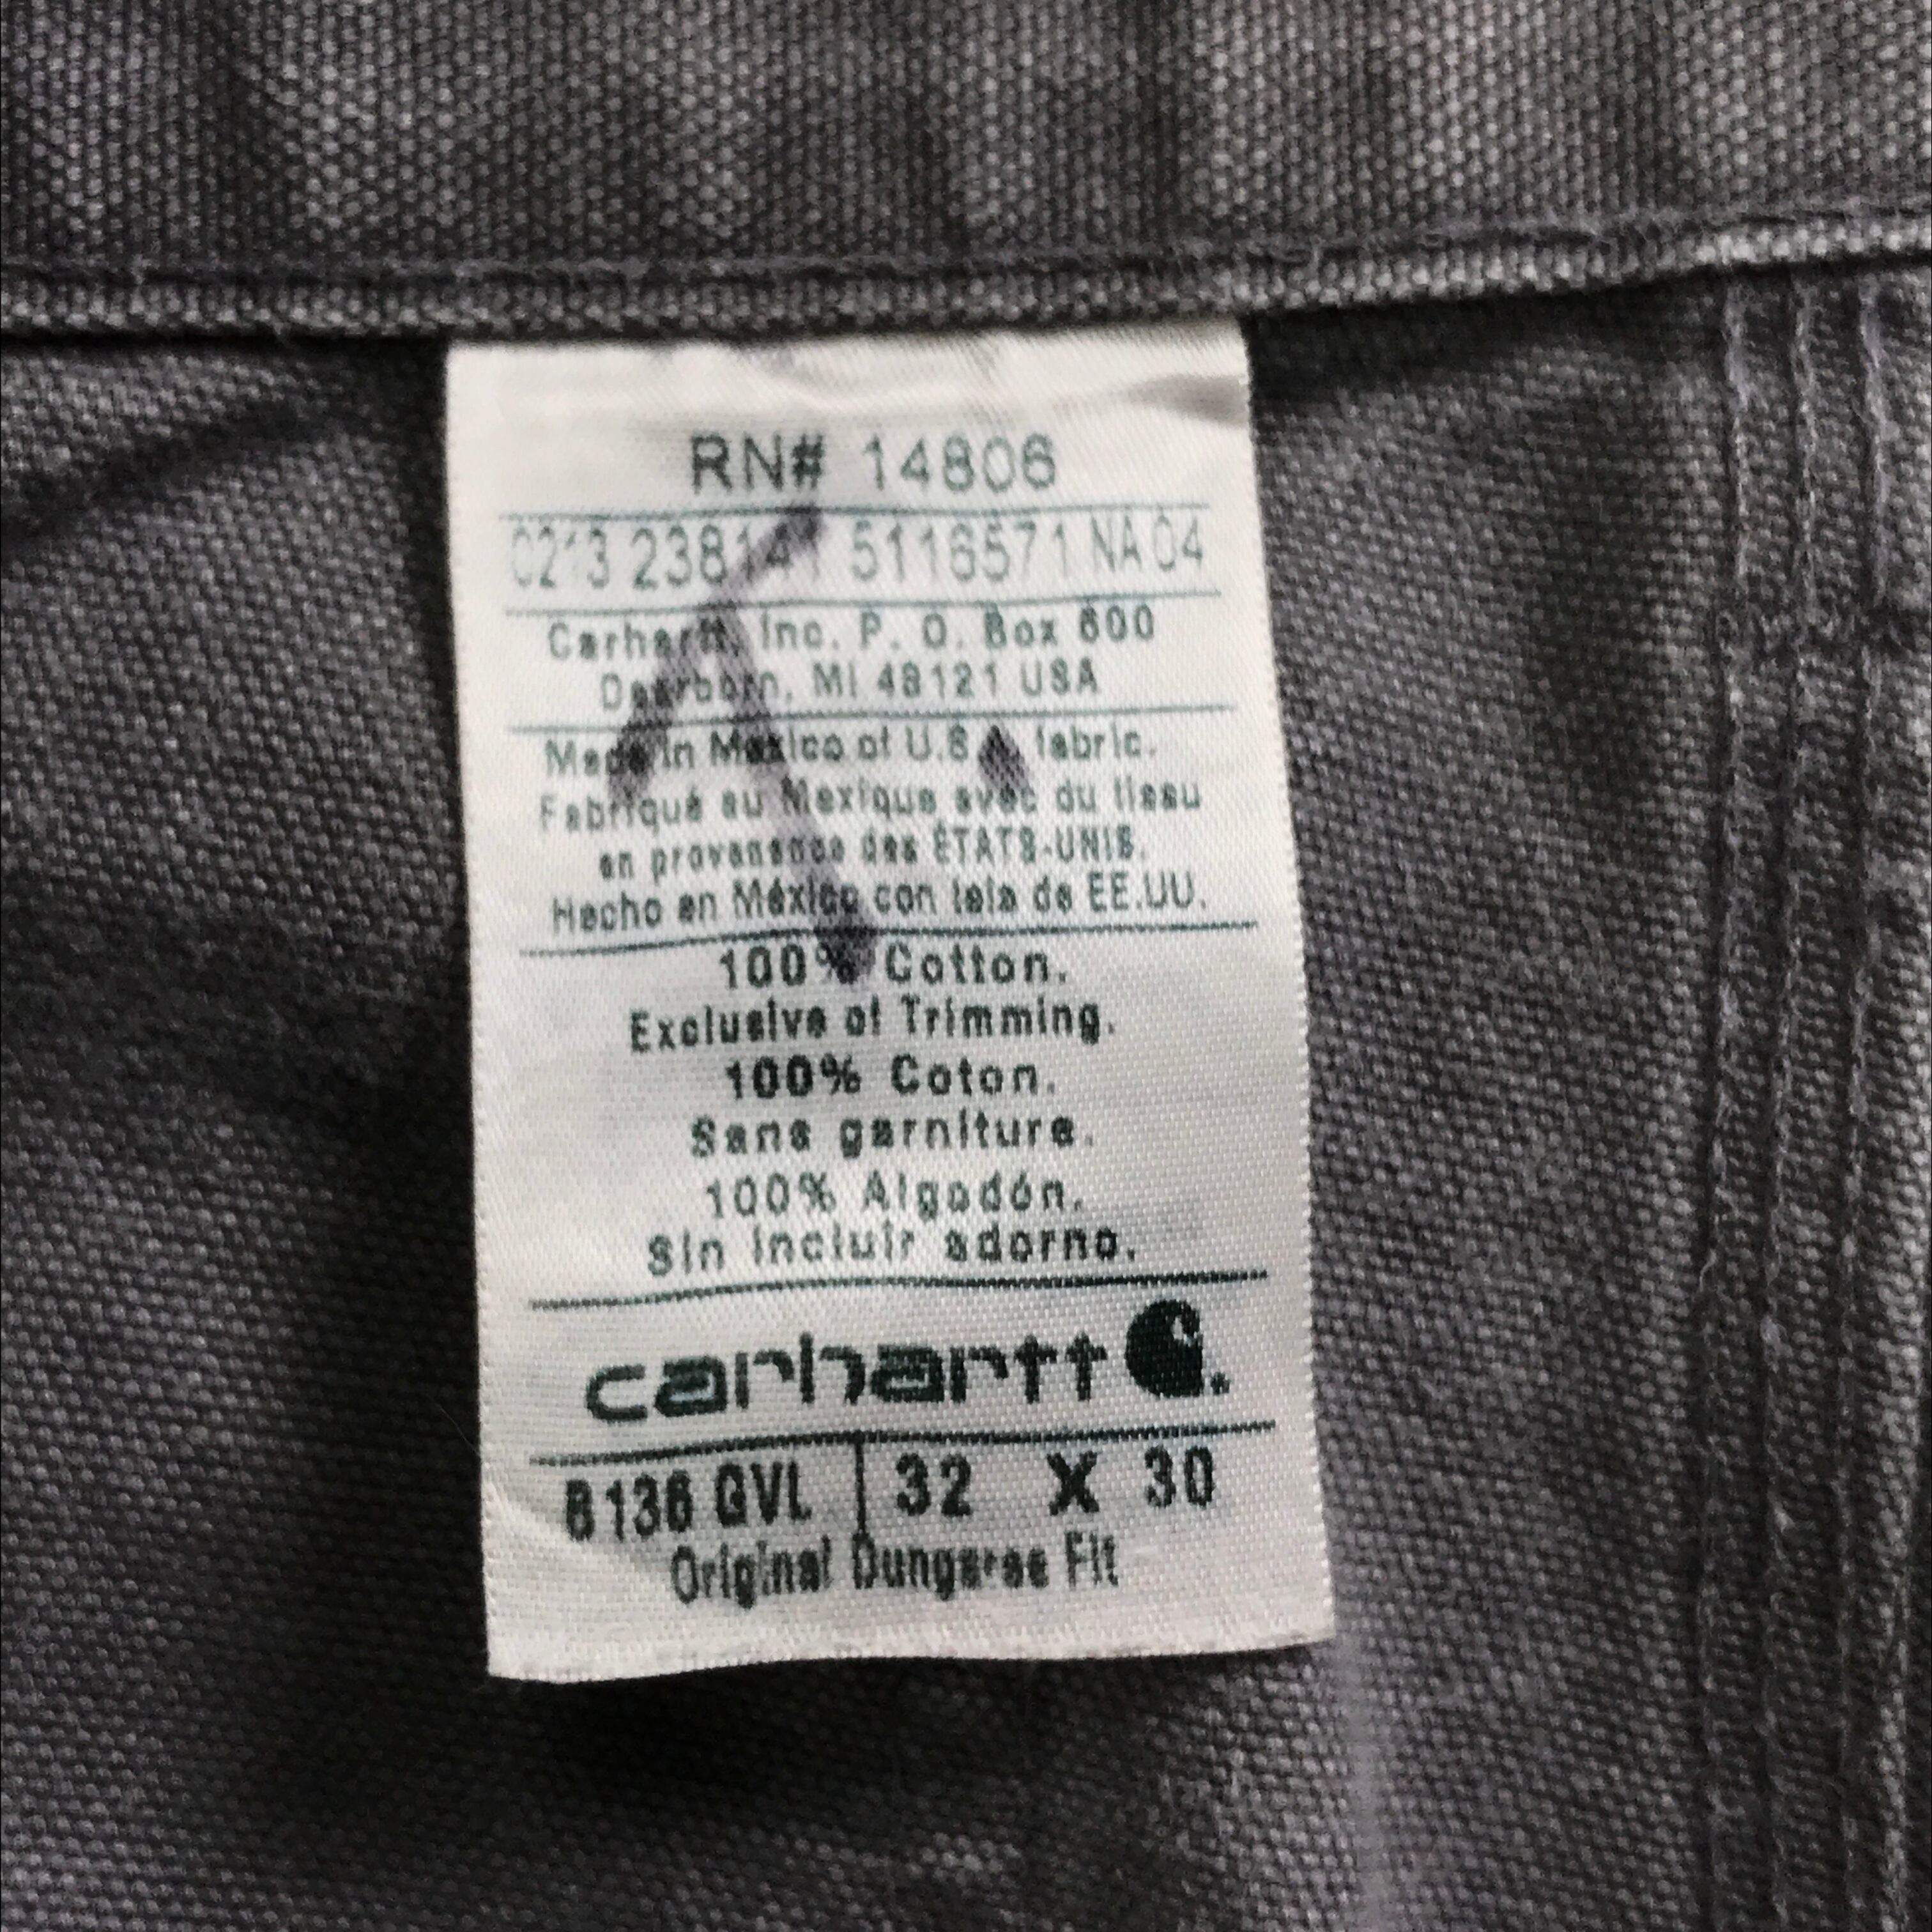 RN# 14806
0213 238141 5116571 NA 04
Carhartt, Inc. P. O. Box 600
Dearborn, MI 48121 USA
Made in Mexico of U.S.A. fabric.
Fabriqué au Mexique avec du tissu
en provenance des ÉTATS-UNIS.
Hecho en México con tela de EE.UU.
100% Cotton.
Exclusive of Trimming.
100% Coton.
Sans garniture.
100% Algodón.
Sin incluir adorno.
carhartt
B136 GVL 32 X 30
Original Dungaree Fit